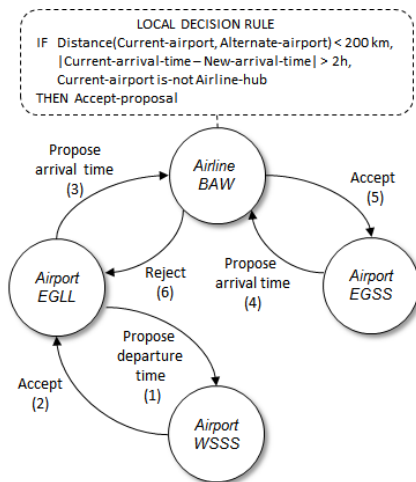 LOCAL DECISION RULE
IF Distance(Current-airport, Alternate-airport) < 200 km,
|Current-arrival-time – New-arrival-time| > 2h,
Current-airport is-not Airline-hub
THEN Accept-proposal
Propose
arrival time
(3)
Airline
BAW
Accept
(5)
Airport
EGLL
Reject
(6)
Propose
arrival time
(4)
Airport
EGSS
Propose
departure
time
(1)
Accept
(2)
Airport
WSSS